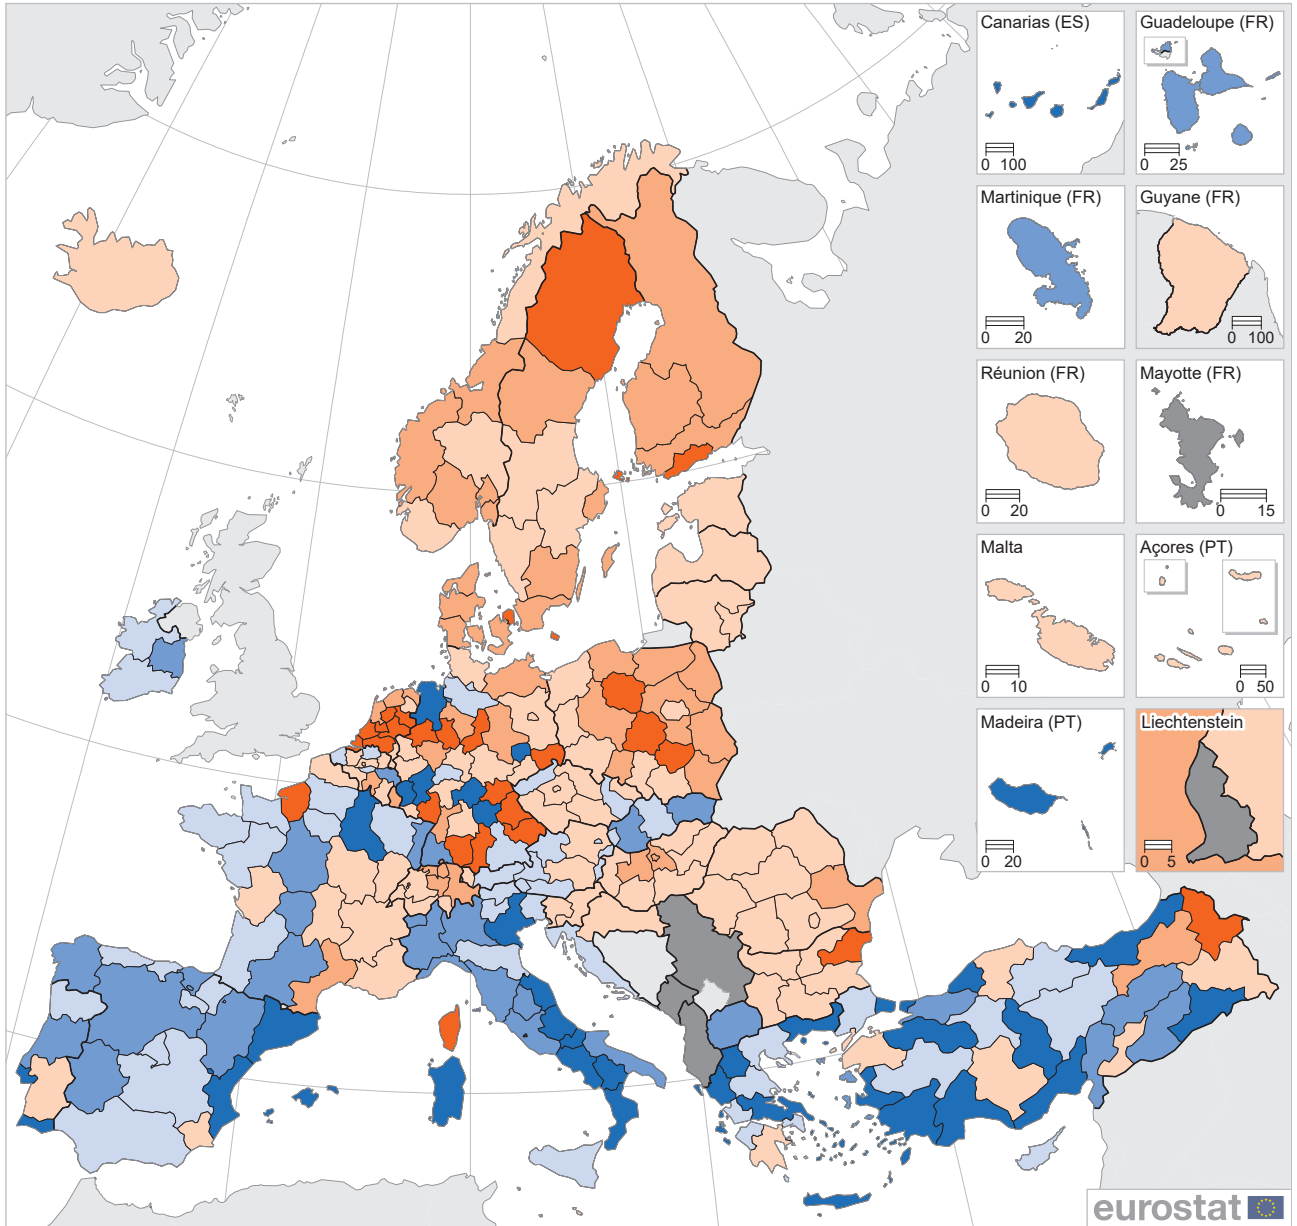 Canarias (ES)
0 100
Guadeloupe (FR)
0 25
Martinique (FR)
0 20
Guyane (FR)
0 100
Réunion (FR)
0 20
Mayotte (FR)
0 15
Malta
0 10
Açores (PT)
0 50
Madeira (PT)
0 20
Liechtenstein
0 5
eurostat